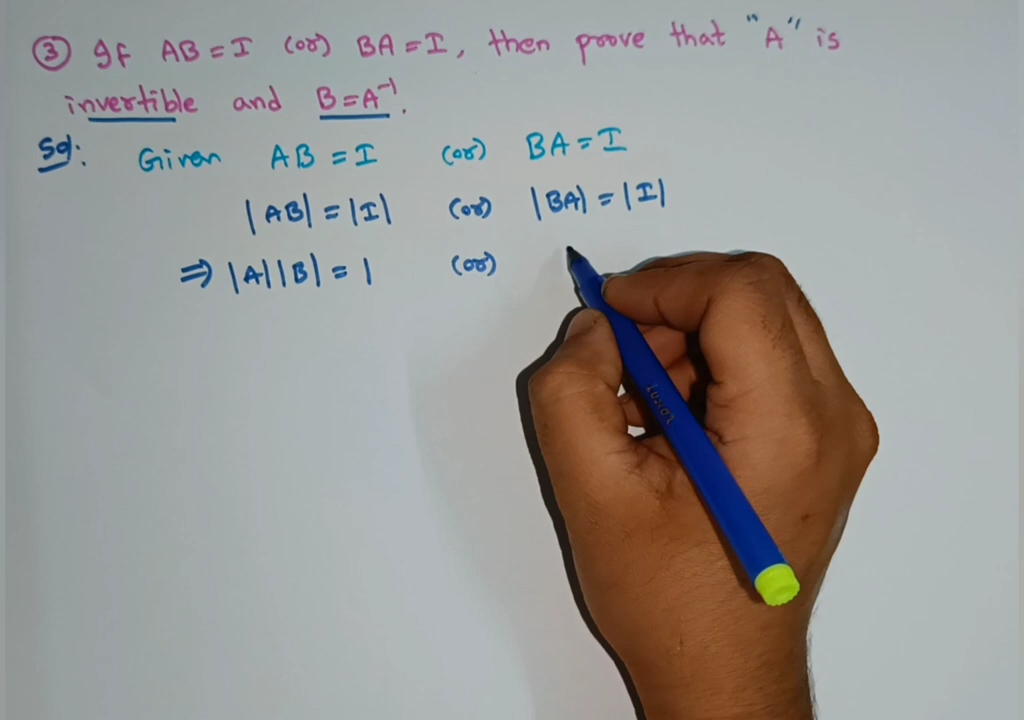 ③ If AB = I (or) BA = I, then prove that "A" is
invertible and B = A⁻¹.
Sol: Given AB = I (or) BA = I
|AB| = |I| (or) |BA| = |I|
⇒ |A||B| = 1 (or)